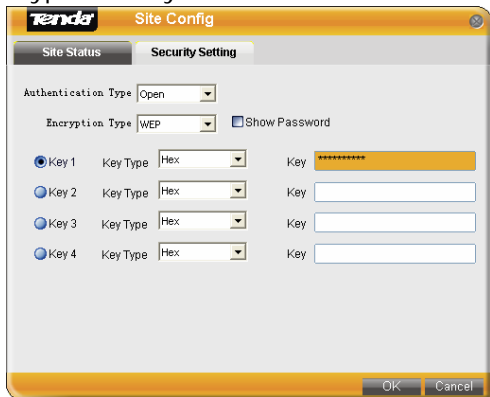 Tenda Site Config
Site Status Security Setting
Authentication Type Open
Encryption Type WEP Show Password
Key 1 Key Type Hex Key **********
Key 2 Key Type Hex Key
Key 3 Key Type Hex Key
Key 4 Key Type Hex Key
OK Cancel